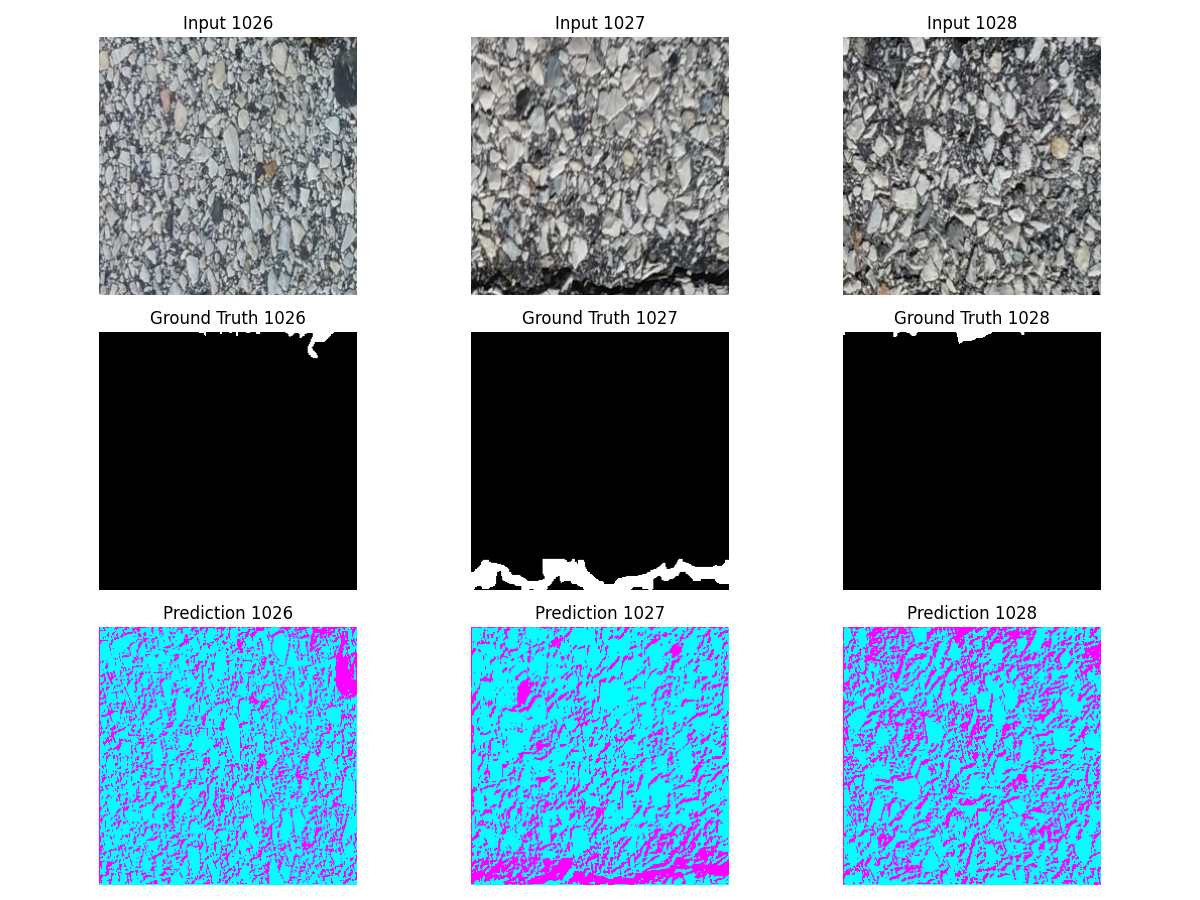 Input 1026
Input 1027
Input 1028
Ground Truth 1026
Ground Truth 1027
Ground Truth 1028
Prediction 1026
Prediction 1027
Prediction 1028